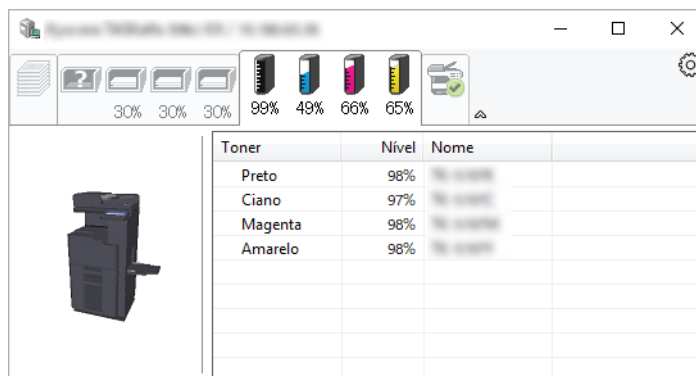 30% 30% 30% 99% 49% 66% 65%
Toner Nível Nome
Preto 98%
Ciano 97%
Magenta 98%
Amarelo 98%